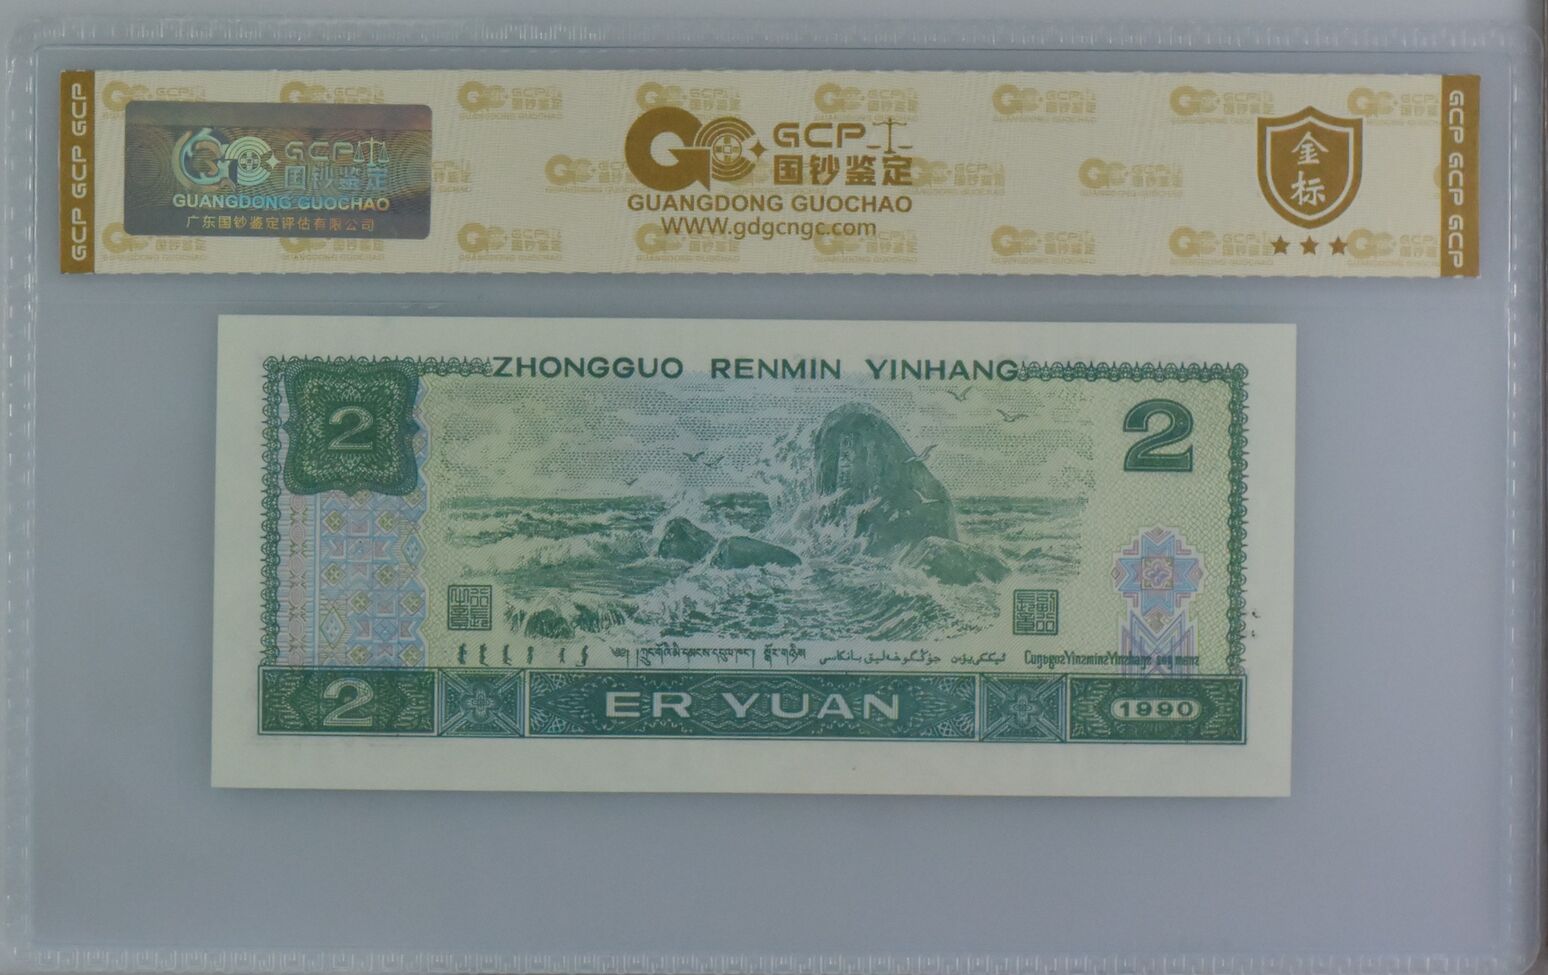 GCP GCP GCP
GCP 国钞鉴定
GUANGDONG GUOCHAO
广东国钞鉴定评估有限公司
GCP
国钞鉴定
GUANGDONG GUOCHAO
WWW.gdgcngc.com
金标
GCP GCP GCP
ZHONGGUO RENMIN YINHANG
2
2
2
ER YUAN
1990